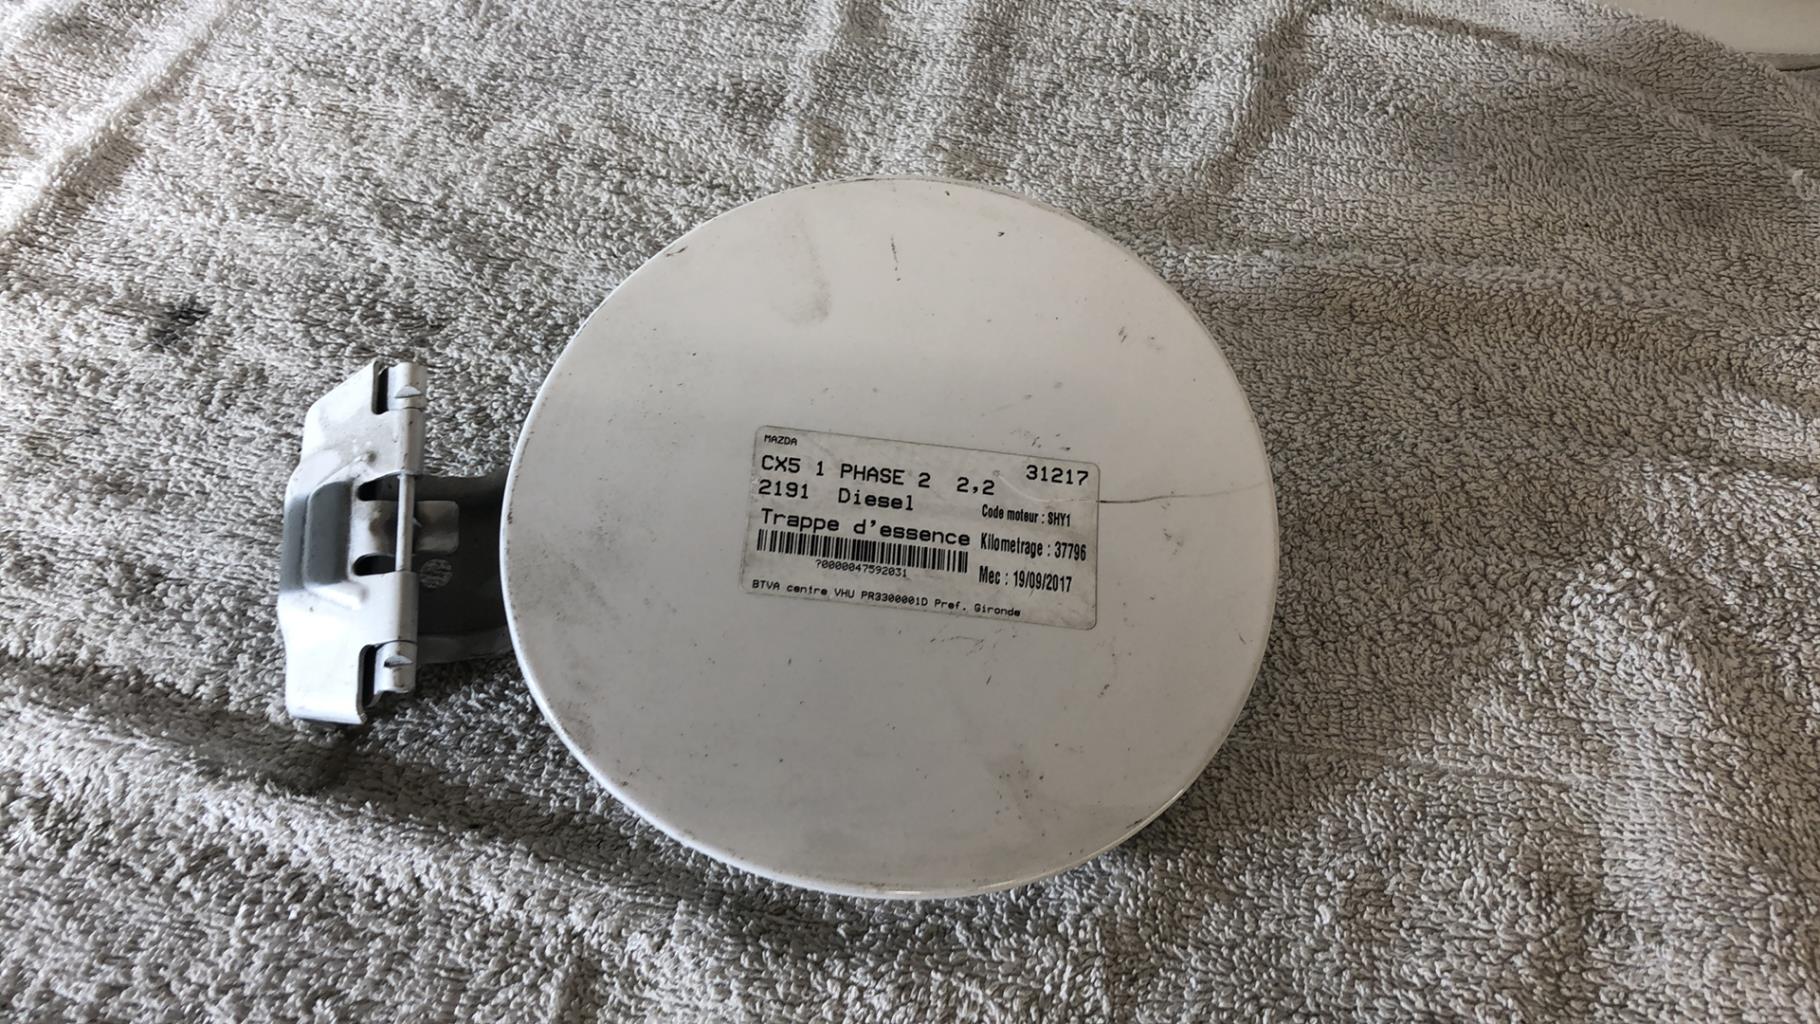 MAZDA
CX5 1 PHASE 2 2,2 31217
2191 Diesel Code moteur : SHY1
Trappe d'essence Kilometrage : 37796
?0000047592031 Mec : 19/09/2017
BTVA centre VHU PR3300001D Pref. Gironde